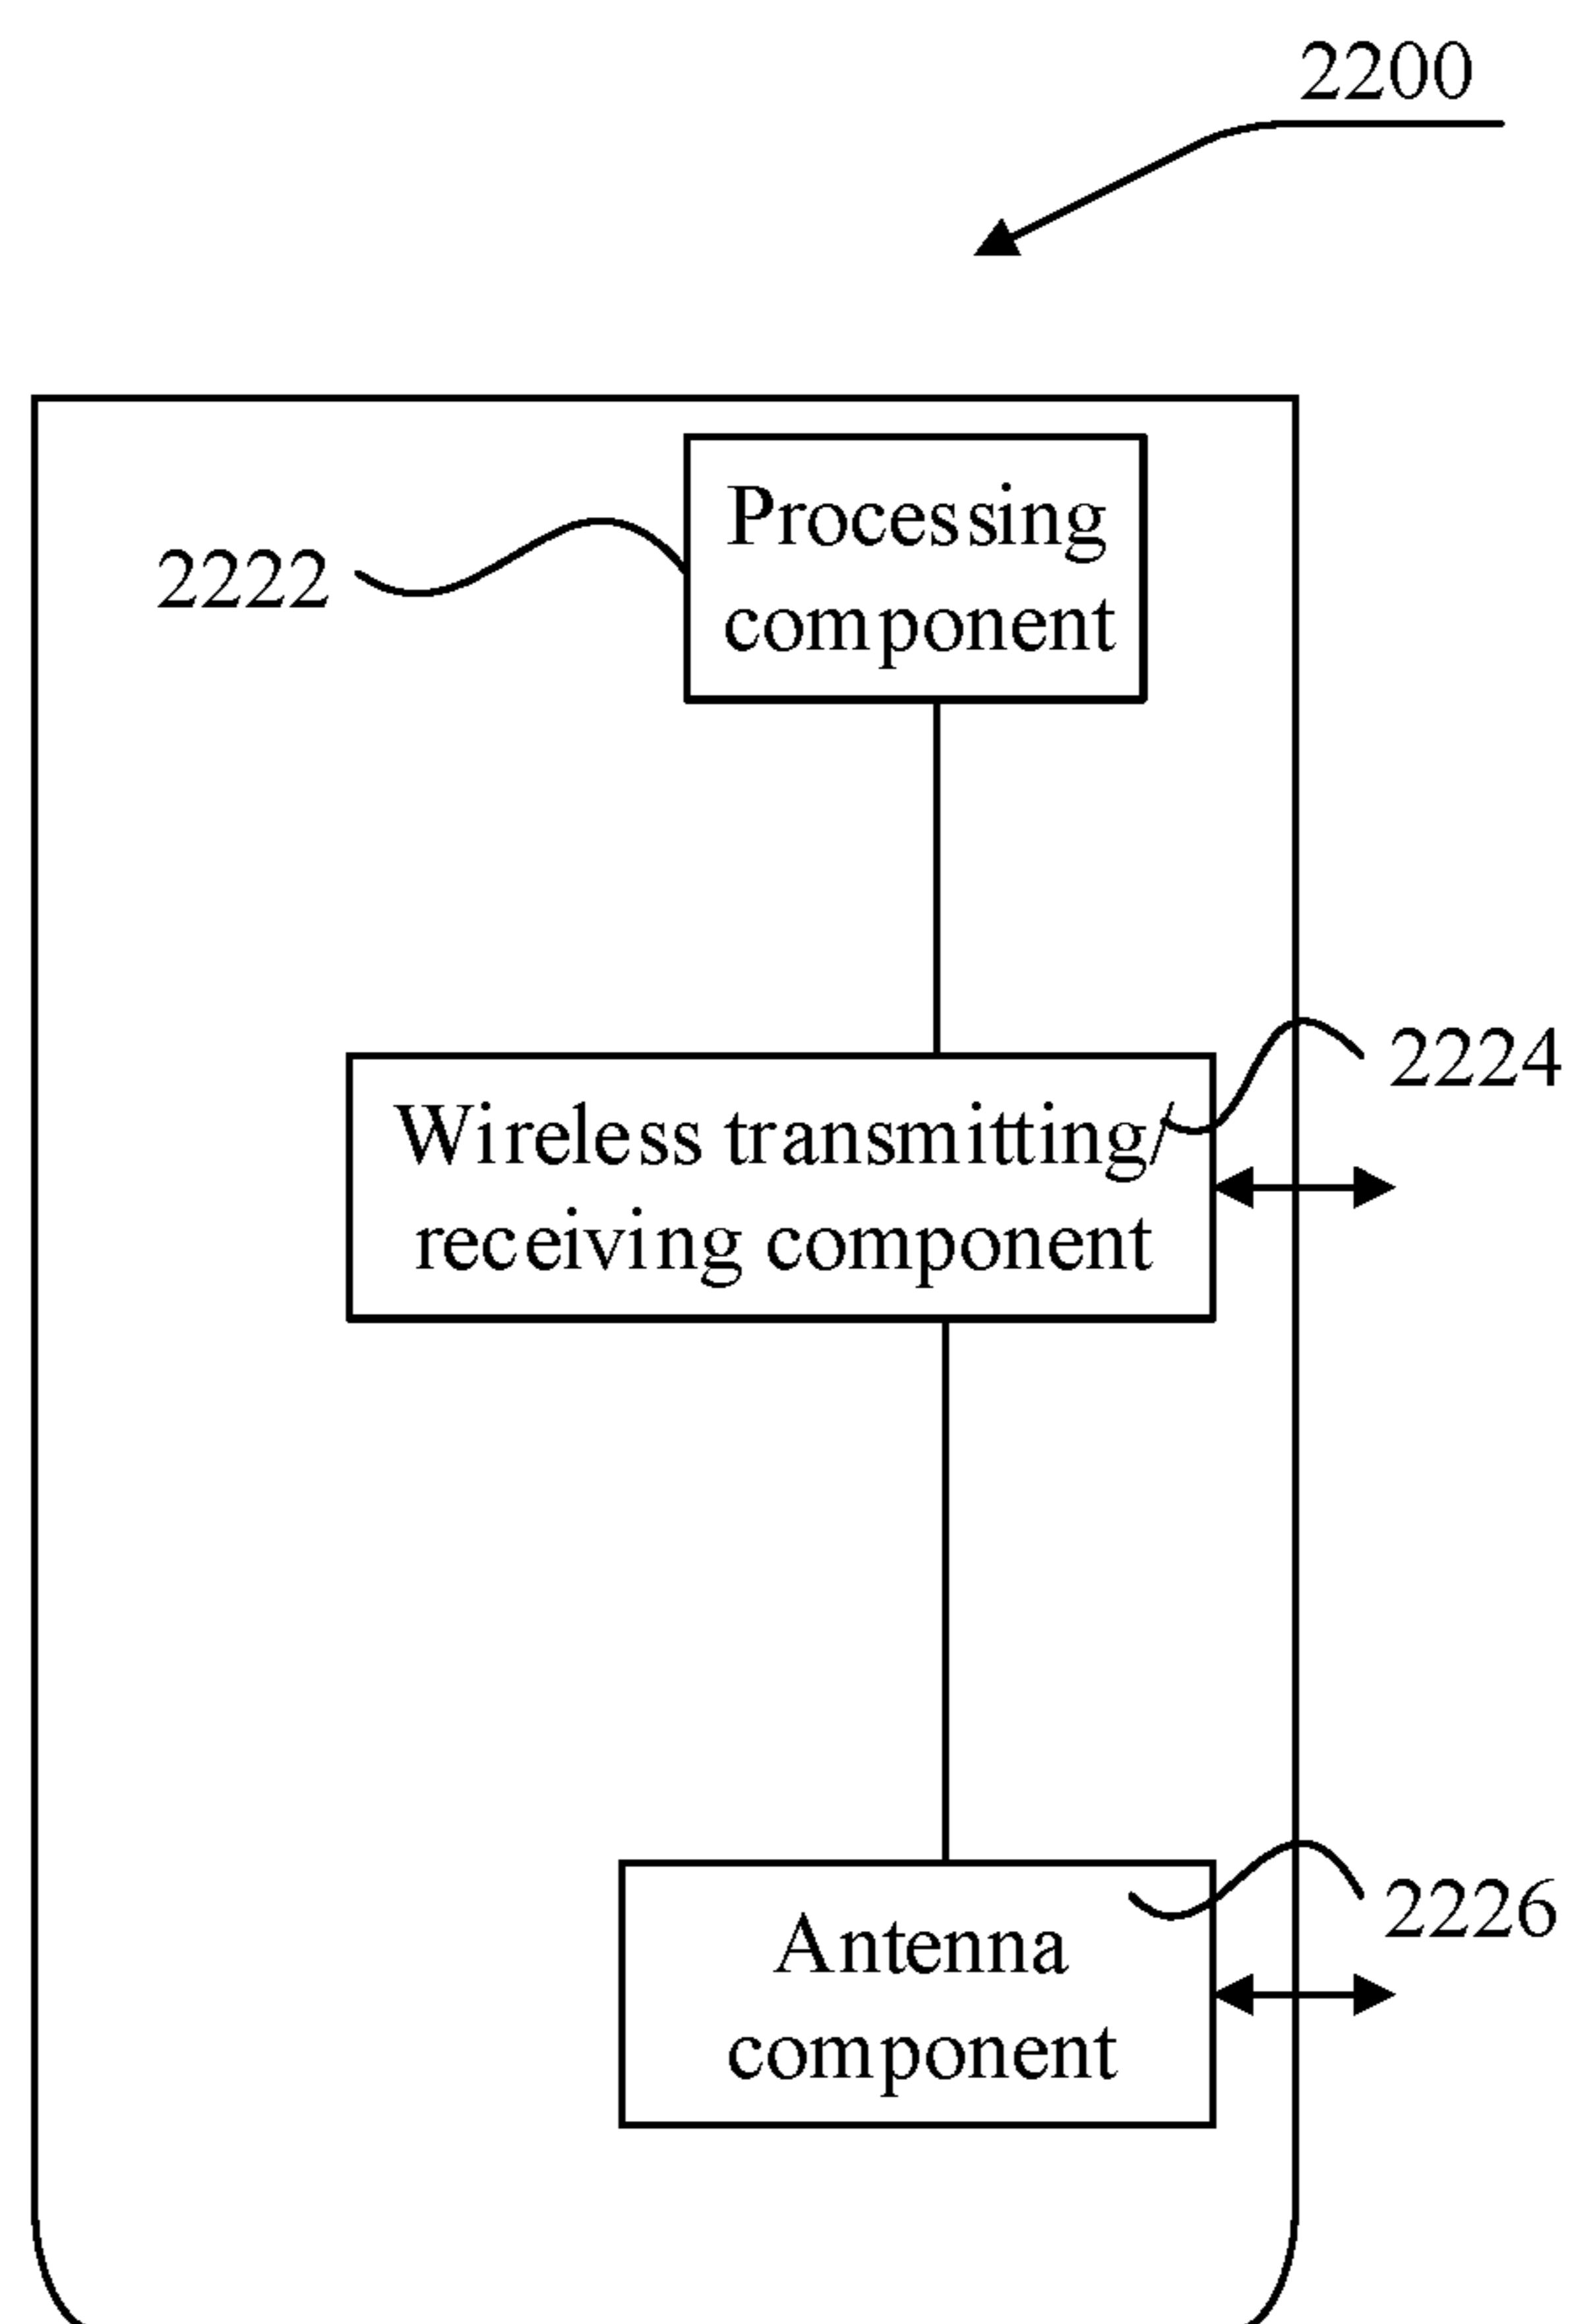 2200
Processing
component
2222
2224
Wireless transmitting/
receiving component
2226
Antenna
component